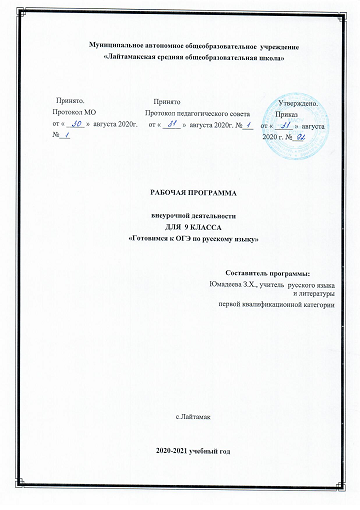 Муниципальное автономное общеобразовательное учреждение
«Лайтамакская средняя общеобразовательная школа»
Принято. Принято Утверждено.
Протокол МО Протокол педагогического совета Приказ
от « 30 » августа 2020г. от « 31 » августа 2020г. № 1 от « 31 » августа
№ 1 2020 г. №
РАБОЧАЯ ПРОГРАММА
внеурочной деятельности
ДЛЯ 9 КЛАССА
«Готовимся к ОГЭ по русскому языку»
Составитель программы:
Юмадеева З.Х., учитель русского языка
и литературы
первой квалификационной категории
с.Лайтамак
2020-2021 учебный год